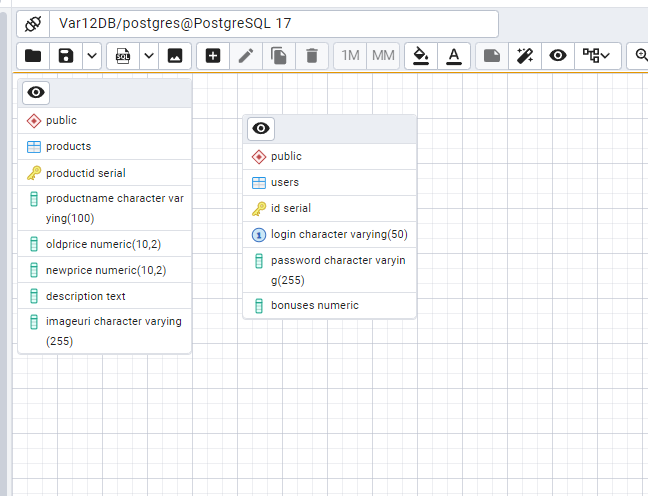 Var12DB/postgres@PostgreSQL 17
SQL
1M
MM
A
public
products
productid serial
productname character var
ying(100)
oldprice numeric(10,2)
newprice numeric(10,2)
description text
imageuri character varying
(255)
public
users
id serial
1
login character varying(50)
password character varyin
g(255)
bonuses numeric